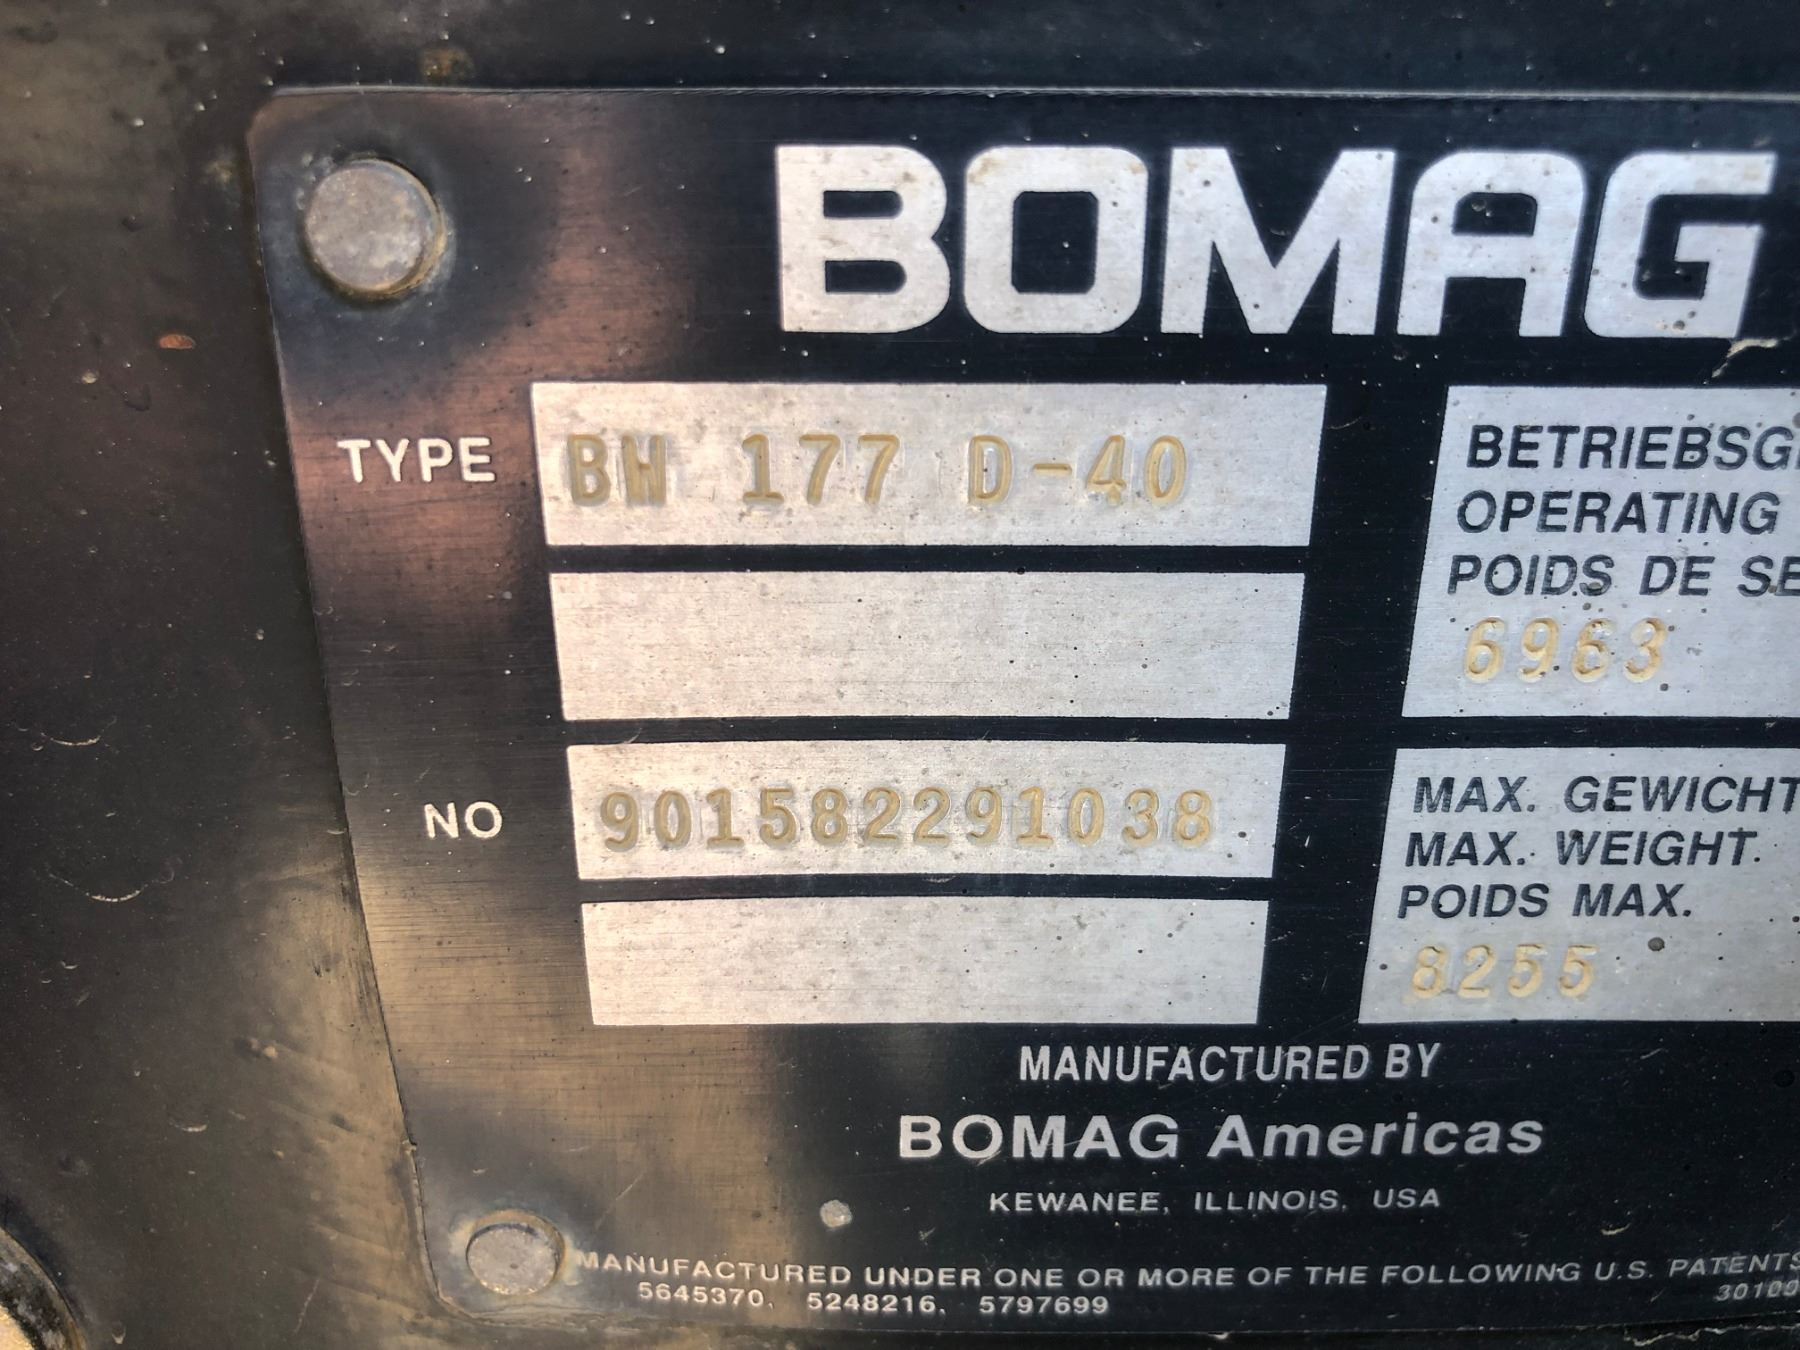 BOMAG
TYPE BW 177 D-40
BETRIEBSG
OPERATING
POIDS DE SE
6963
NO 901582291038
MAX. GEWICHT
MAX. WEIGHT.
POIDS MAX.
8255
MANUFACTURED BY
BOMAG Americas
KEWANEE, ILLINOIS, USA
MANUFACTURED UNDER ONE OR MORE OF THE FOLLOWING U.S. PATENTS
5645370, 5248216, 5797699